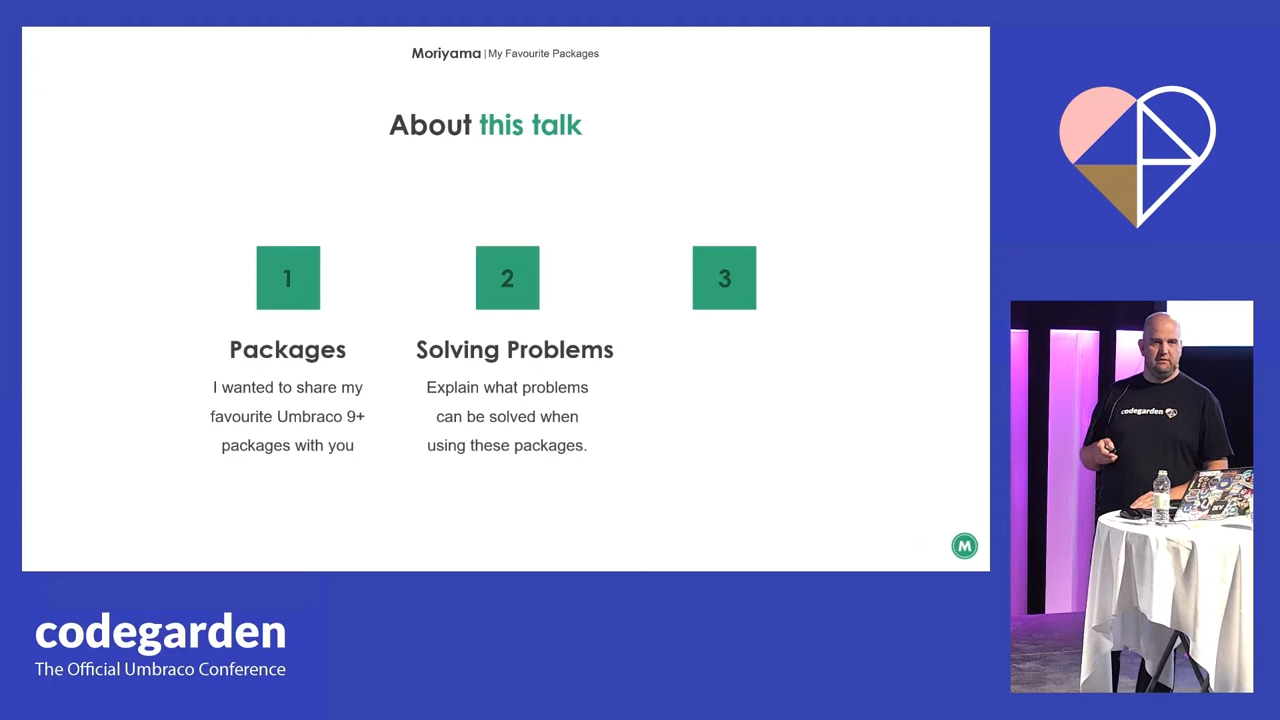 Moriyama | My Favourite Packages
About this talk
1
2
3
Packages
I wanted to share my
favourite Umbraco 9+
packages with you
Solving Problems
Explain what problems
can be solved when
using these packages.
M
codegarden
codegarden
The Official Umbraco Conference